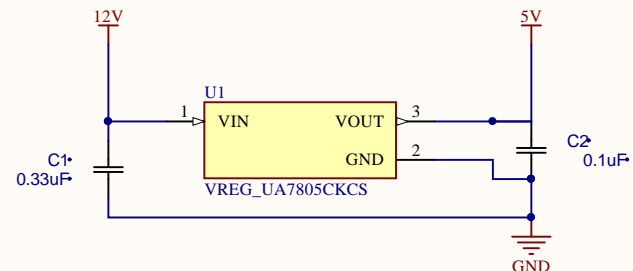 12V
5V
U1
1
VIN
VOUT
3
GND
2
C1
0.33uF
C2
0.1uF
VREG_UA7805CKCS
GND